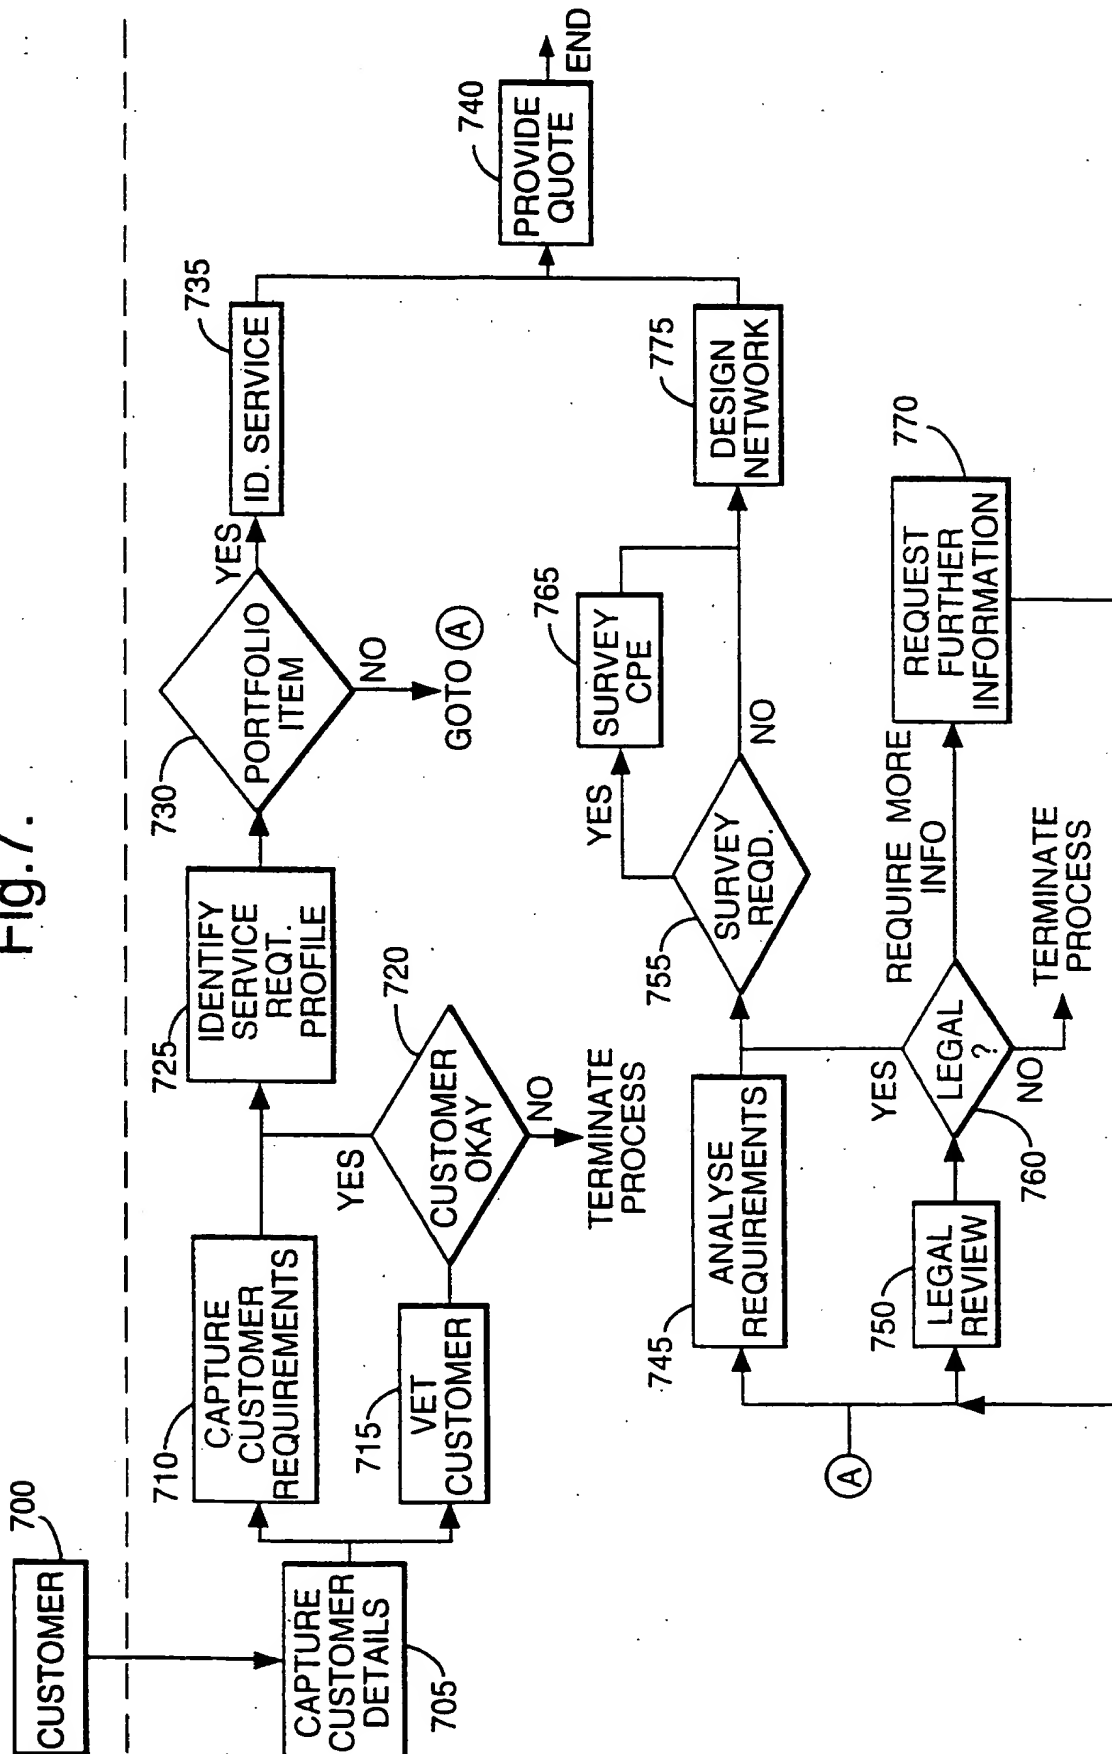 Fig.7.
700
CUSTOMER
CAPTURE
CUSTOMER
DETAILS
705
710
CAPTURE
CUSTOMER
REQUIREMENTS
715
VET
CUSTOMER
720
CUSTOMER
OKAY
YES
NO
TERMINATE
PROCESS
725
IDENTIFY
SERVICE
REQT.
PROFILE
730
PORTFOLIO
ITEM
YES
NO
GOTO A
735
ID. SERVICE
740
PROVIDE
QUOTE
END
A
745
ANALYSE
REQUIREMENTS
750
LEGAL
REVIEW
755
SURVEY
REQD.
YES
NO
760
LEGAL
?
YES
NO
TERMINATE
PROCESS
REQUIRE MORE
INFO
765
SURVEY
CPE
770
REQUEST
FURTHER
INFORMATION
775
DESIGN
NETWORK